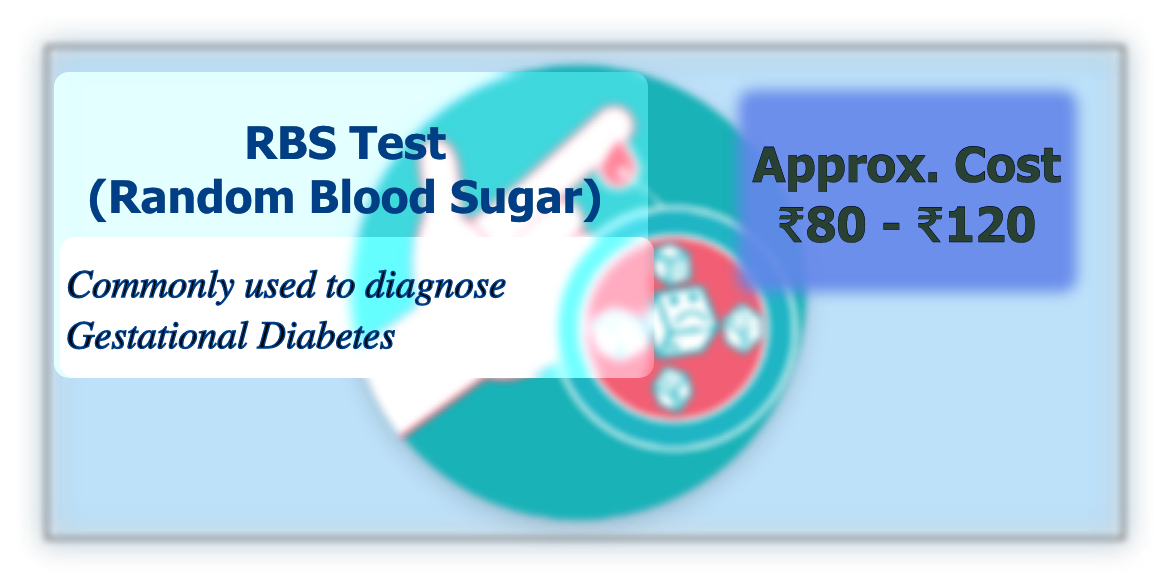 RBS Test
(Random Blood Sugar)
Commonly used to diagnose
Gestational Diabetes
Approx. Cost
₹80 - ₹120